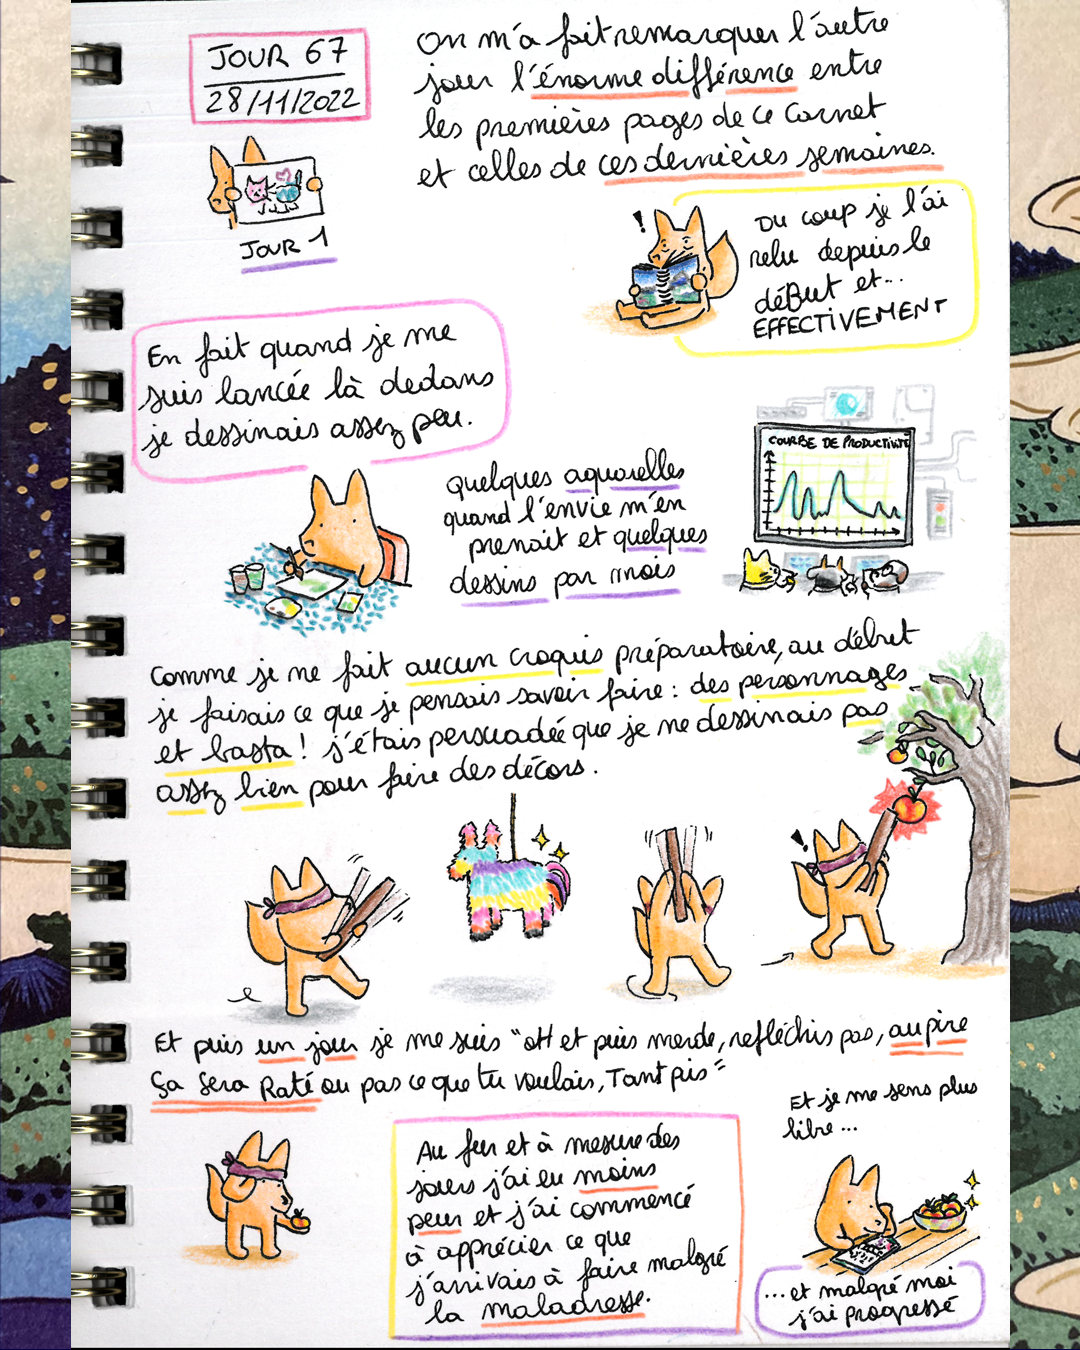 JOUR 67
28/11/2022
On m'a fait remarquer l'autre
jour l'énorme différence entre
les premières pages de ce carnet
et celles de ces dernières semaines.
JOUR 1
!
Du coup je l'ai
relu depuis le
déBut et...
EFFECTIVEMENT
En fait quand je me
suis lancée là dedans
je dessinais assez peu.
Quelques aquarelles
quand l'envie m'en
prenait et quelques
dessins par mois
COURBE DE PRODUCTIVITÉ
Comme je ne fait aucun croquis préparatoire, au début
je faisais ce que je pensais savoir faire : des personnages
et basta ! j'étais persuadée que je ne dessinais pas
assez bien pour faire des décors.
!
Et puis un jour je me suis "oH et puis merde, refléchis pas, au pire
Ça sera Raté ou pas ce que tu voulais, Tant pis"
Au fur et à mesure des
jours j'ai eu moins
peur et j'ai commencé
à apprécier ce que
j'arrivais à faire malgré
la maladresse.
Et je me sens plus
libre...
...et malgré moi
j'ai progressé